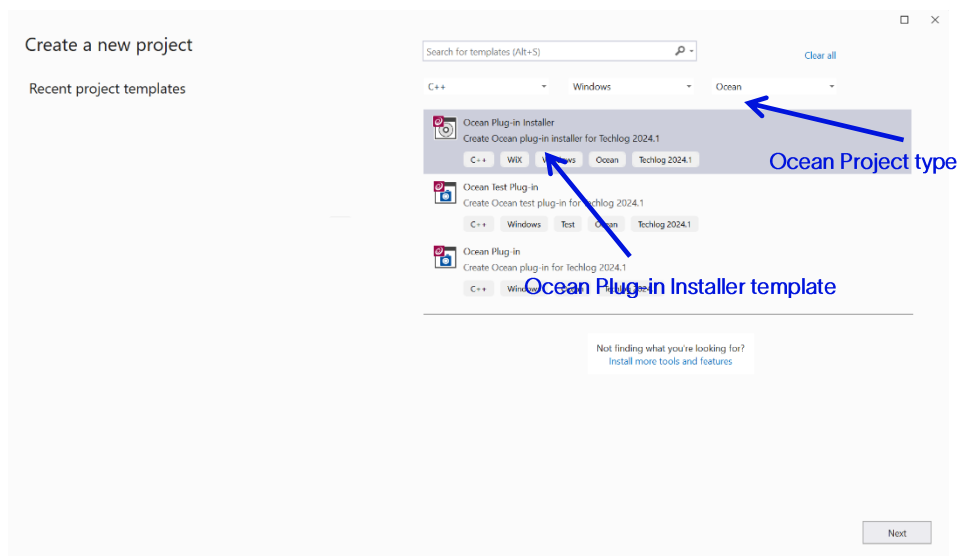 Create a new project
Recent project templates
Search for templates (Alt+S)
Clear all
C++ Windows Ocean
Ocean Plug-in Installer
Create Ocean plug-in installer for Techlog 2024.1
C++ WiX Windows Ocean Techlog 2024.1
Ocean Project type
Ocean Test Plug-in
Create Ocean test plug-in for Techlog 2024.1
C++ Windows Test Ocean Techlog 2024.1
Ocean Plug-in
Create Ocean plug-in for Techlog 2024.1
C++ Windows
Ocean Plug-in Installer template
Not finding what you're looking for?
Install more tools and features
Next